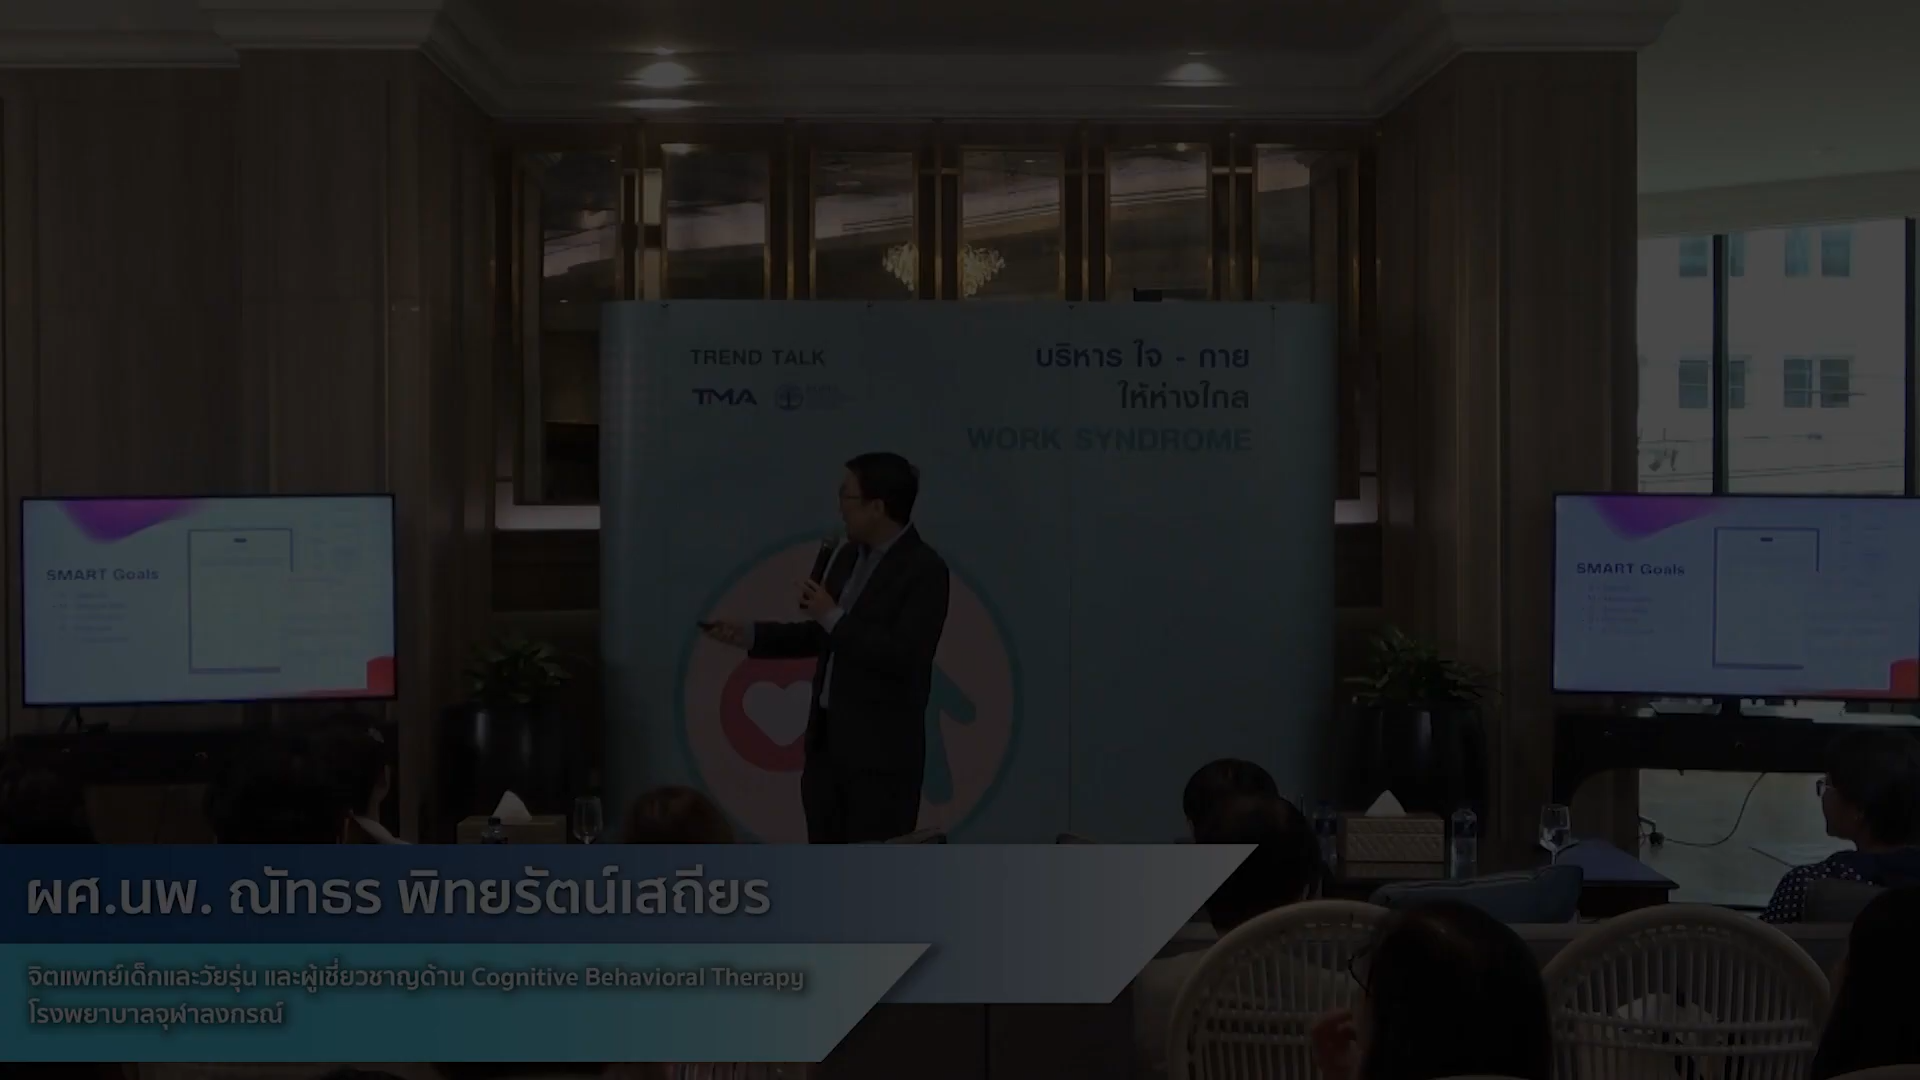 TREND TALK
TMA
บริหาร ใจ - กาย
ให้ห่างไกล
WORK SYNDROME
SMART Goals
SMART Goals
ผศ.นพ. ณัทธร พิทยรัตน์เสถียร
จิตแพทย์เด็กและวัยรุ่น และผู้เชี่ยวชาญด้าน Cognitive Behavioral Therapy
โรงพยาบาลจุฬาลงกรณ์